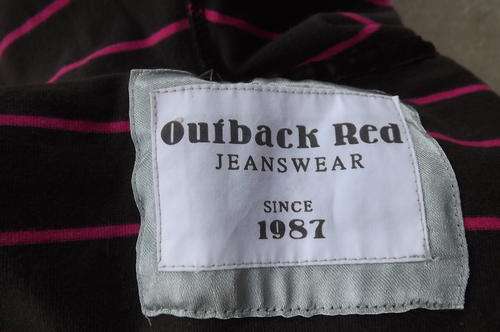 Outback Red
JEANSWEAR
SINCE
1987